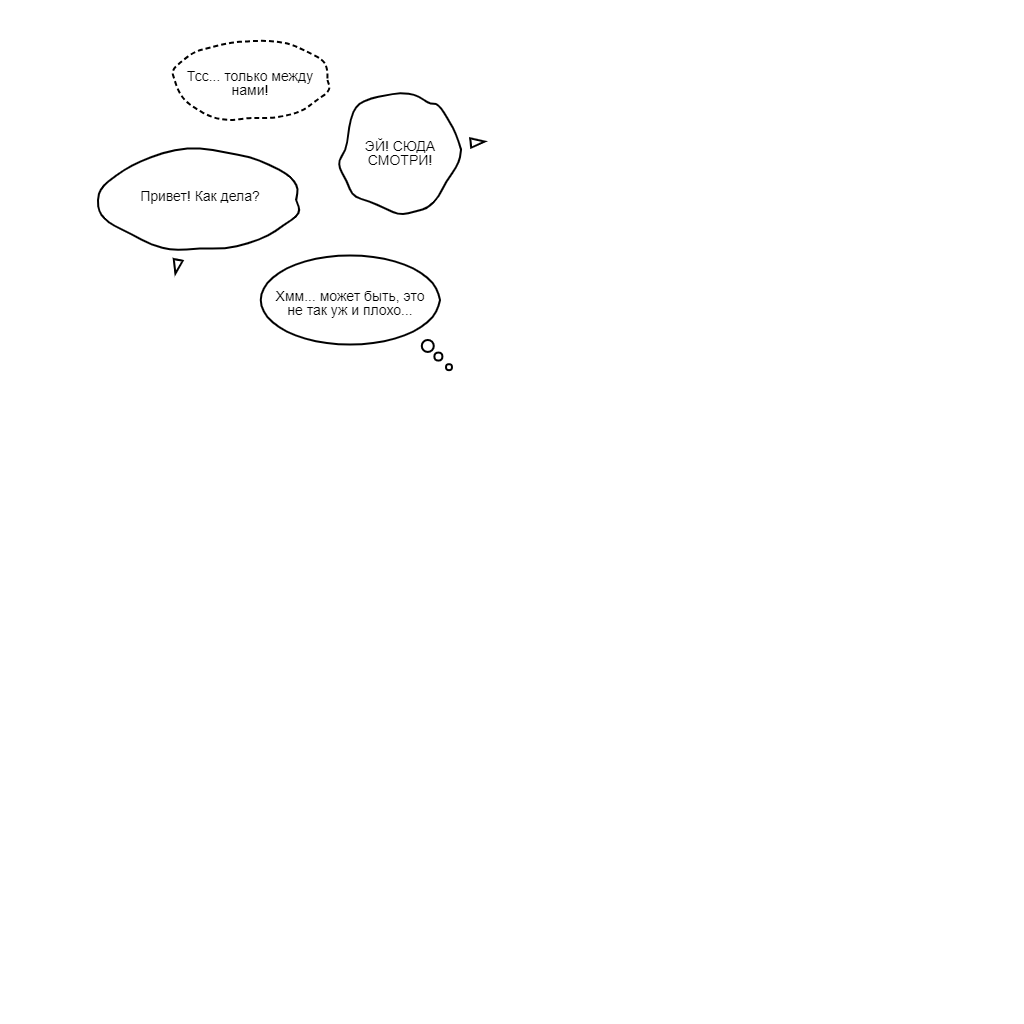 Тсс... только между
нами!
ЭЙ! СЮДА
СМОТРИ!
Привет! Как дела?
Хмм... может быть, это
не так уж и плохо...